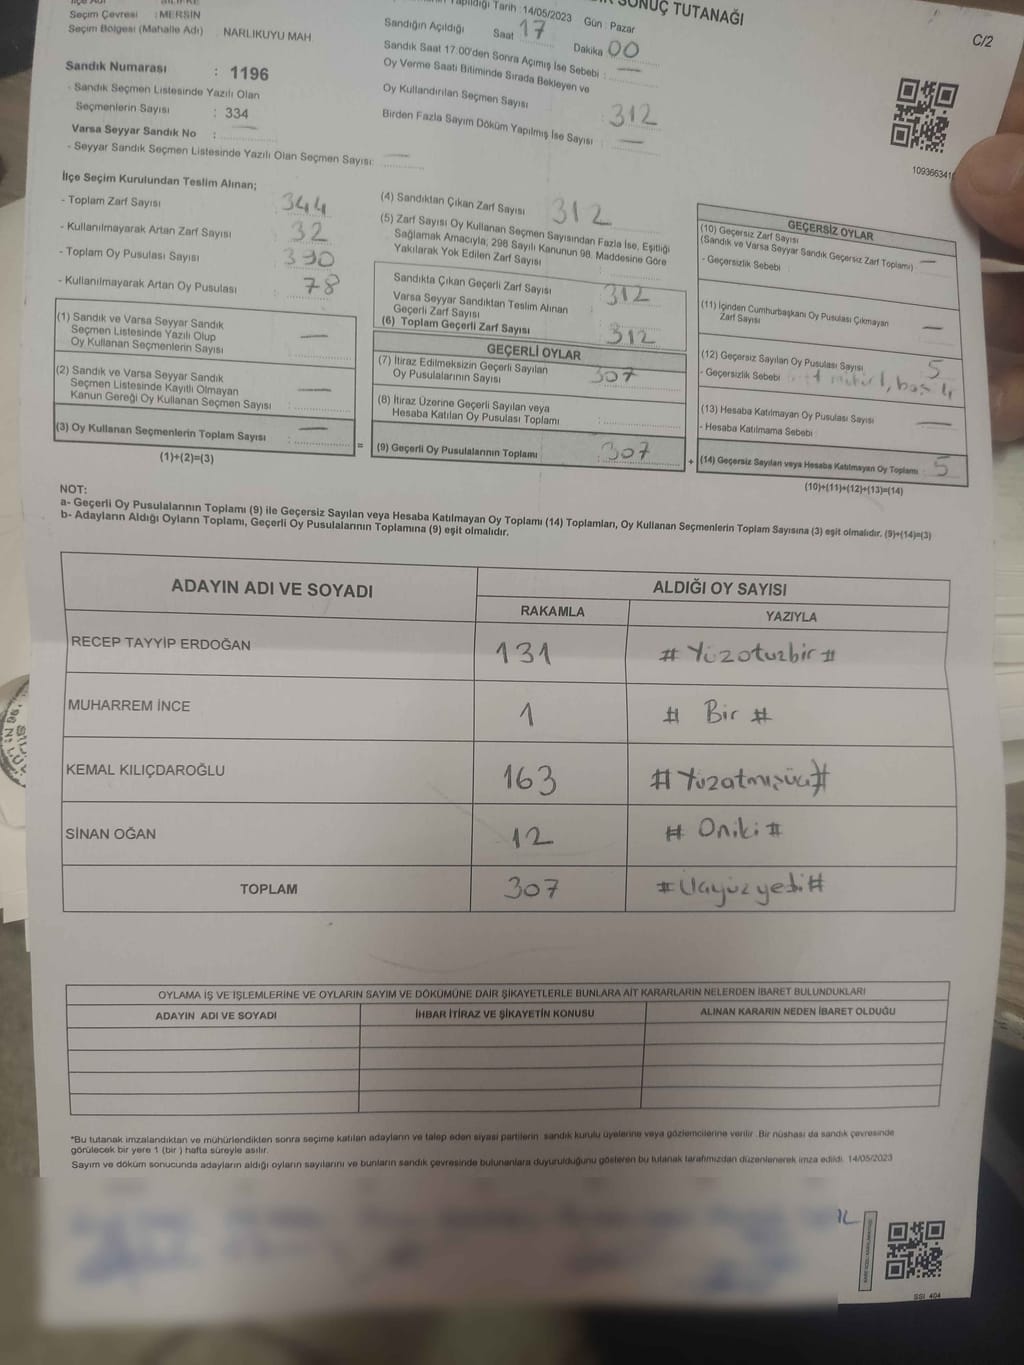 SONUÇ TUTANAĞI
C/2
Seçim Çevresi : MERSİN
Seçim Bölgesi (Mahalle Adı) : NARLIKUYU MAH.
Sandık Numarası : 1196
- Sandık Seçmen Listesinde Yazılı Olan
Seçmenlerin Sayısı : 334
Varsa Seyyar Sandık No : —
- Seyyar Sandık Seçmen Listesinde Yazılı Olan Seçmen Sayısı: —
Yapıldığı Tarih : 14/05/2023 Gün : Pazar
Sandığın Açıldığı Saat 17 Dakika 00
Sandık Saat 17:00'den Sonra Açımış İse Sebebi : —
Oy Verme Saati Bitiminde Sırada Bekleyen ve
Oy Kullandırılan Seçmen Sayısı : 312
Birden Fazla Sayım Döküm Yapılmış İse Sayısı : —
109366341
İlçe Seçim Kurulundan Teslim Alınan;
- Toplam Zarf Sayısı : 344
- Kullanılmayarak Artan Zarf Sayısı : 32
- Toplam Oy Pusulası Sayısı : 390
- Kullanılmayarak Artan Oy Pusulası : 78
(1) Sandık ve Varsa Seyyar Sandık
Seçmen Listesinde Yazılı Olup
Oy Kullanan Seçmenlerin Sayısı —
(2) Sandık ve Varsa Seyyar Sandık
Seçmen Listesinde Kayıtlı Olmayan
Kanun Gereği Oy Kullanan Seçmen Sayısı : —
(3) Oy Kullanan Seçmenlerin Toplam Sayısı : —
(1)+(2)=(3)
(4) Sandıktan Çıkan Zarf Sayısı 312
(5) Zarf Sayısı Oy Kullanan Seçmen Sayısından Fazla İse, Eşitliği
Sağlamak Amacıyla; 298 Sayılı Kanunun 98. Maddesine Göre
Yakılarak Yok Edilen Zarf Sayısı :
Sandıkta Çıkan Geçerli Zarf Sayısı : 312
Varsa Seyyar Sandıktan Teslim Alınan
Geçerli Zarf Sayısı
(6) Toplam Geçerli Zarf Sayısı : 312
=
GEÇERLİ OYLAR
(7) İtiraz Edilmeksizin Geçerli Sayılan
Oy Pusulalarının Sayısı : 307
(8) İtiraz Üzerine Geçerli Sayılan veya
Hesaba Katılan Oy Pusulası Toplamı :
(9) Geçerli Oy Pusulalarının Toplamı : 307
+
GEÇERSİZ OYLAR
(10) Geçersiz Zarf Sayısı
(Sandık ve Varsa Seyyar Sandık Geçersiz Zarf Toplamı) : —
- Geçersizlik Sebebi :
(11) İçinden Cumhurbaşkanı Oy Pusulası Çıkmayan
Zarf Sayısı —
(12) Geçersiz Sayılan Oy Pusulası Sayısı 5
- Geçersizlik Sebebi
(13) Hesaba Katılmayan Oy Pusulası Sayısı —
- Hesaba Katılmama Sebebi :
(14) Geçersiz Sayılan veya Hesaba Katılmayan Oy Toplamı : 5
(10)+(11)+(12)+(13)=(14)
NOT:
a- Geçerli Oy Pusulalarının Toplamı (9) ile Geçersiz Sayılan veya Hesaba Katılmayan Oy Toplamı (14) Toplamları, Oy Kullanan Seçmenlerin Toplam Sayısına (3) eşit olmalıdır. (9)+(14)=(3)
b- Adayların Aldığı Oyların Toplamı, Geçerli Oy Pusulalarının Toplamına (9) eşit olmalıdır.
ADAYIN ADI VE SOYADI ALDIĞI OY SAYISI
RAKAMLA YAZIYLA
RECEP TAYYİP ERDOĞAN 131 # Yüzotuzbir #
MUHARREM İNCE 1 # Bir #
KEMAL KILIÇDAROĞLU 163 # Yüzatmışüç #
SİNAN OĞAN 12 # Oniki #
TOPLAM 307 # Üçyüzyedi #
OYLAMA İŞ VE İŞLEMLERİNE VE OYLARIN SAYIM VE DÖKÜMÜNE DAİR ŞİKAYETLERLE BUNLARA AİT KARARLARIN NELERDEN İBARET BULUNDUKLARI
ADAYIN ADI VE SOYADI İHBAR İTİRAZ VE ŞİKAYETİN KONUSU ALINAN KARARIN NEDEN İBARET OLDUĞU
*Bu tutanak imzalandıktan ve mühürlendikten sonra seçime katılan adayların ve talep eden siyasi partilerin sandık kurulu üyelerine veya gözlemcilerine verilir. Bir nüshası da sandık çevresinde
görülecek bir yere 1 (bir) hafta süreyle asılır.
Sayım ve döküm sonucunda adayların aldığı oyların sayılarını ve bunların sandık çevresinde bulunanlara duyurulduğunu gösteren bu tutanak tarafımızdan düzenlenerek imza edildi. 14/05/2023
SSI 404